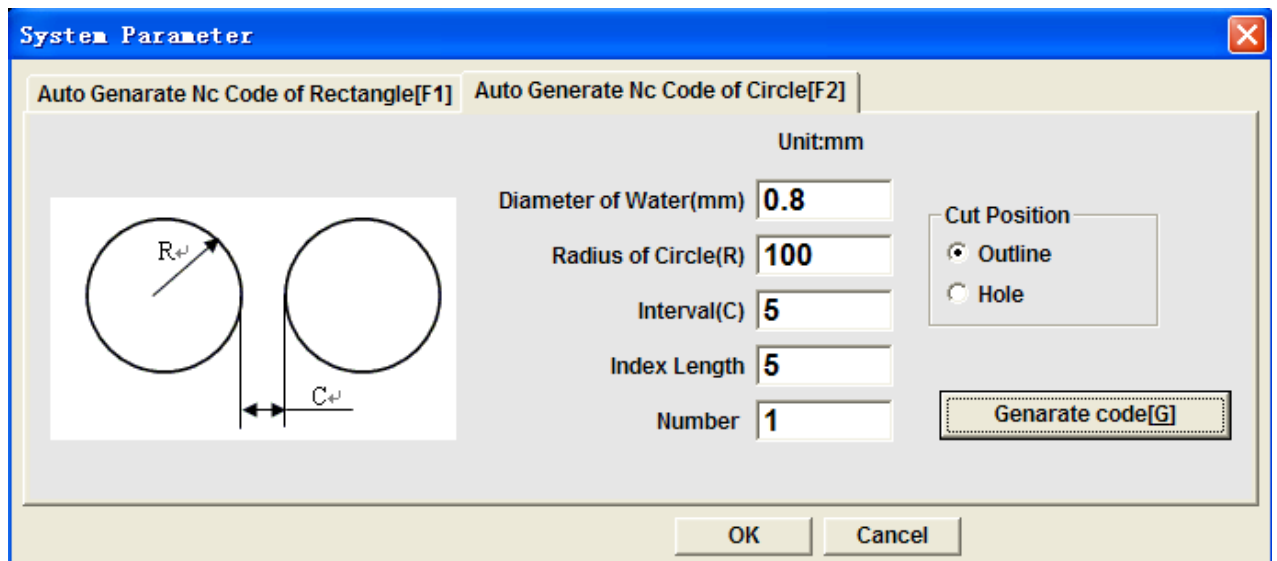 System Parameter
Auto Genarate Nc Code of Rectangle[F1]
Auto Generate Nc Code of Circle[F2]
Unit:mm
R↵
C↵
Diameter of Water(mm) 0.8
Radius of Circle(R) 100
Interval(C) 5
Index Length 5
Number 1
Cut Position
Outline
Hole
Genarate code[G]
OK
Cancel